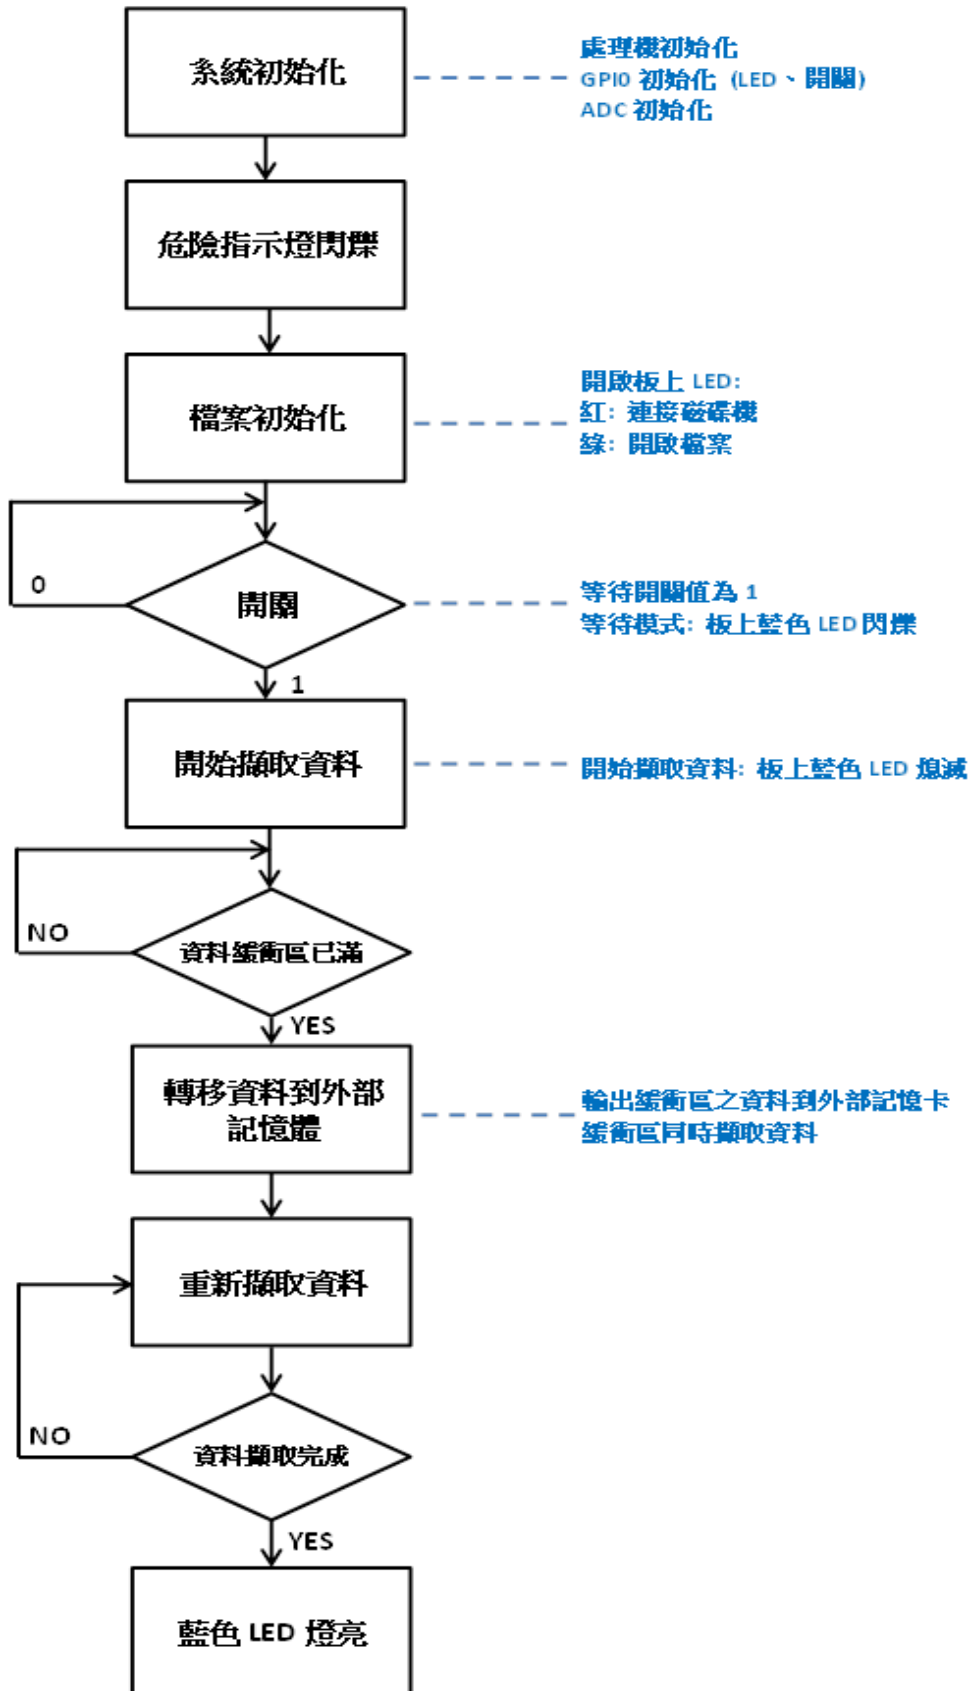 系統初始化
處理機初始化
GPIO 初始化 (LED、開關)
ADC 初始化
危險指示燈閃爍
檔案初始化
開啟板上 LED:
紅: 連接磁碟機
綠: 開啟檔案
0
開關
等待開關值為 1
等待模式: 板上藍色 LED 閃爍
1
開始擷取資料
開始擷取資料: 板上藍色 LED 熄滅
NO
資料緩衝區已滿
YES
轉移資料到外部
記憶體
輸出緩衝區之資料到外部記憶卡
緩衝區同時擷取資料
重新擷取資料
NO
資料擷取完成
YES
藍色 LED 燈亮